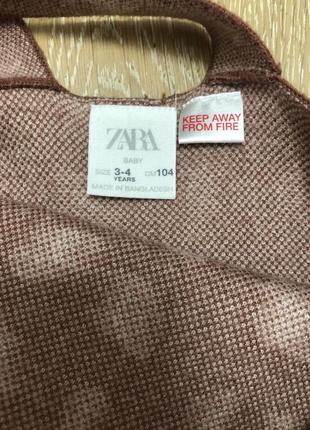 ZARA
BABY
SIZE 3-4 YEARS CM 104
MADE IN BANGLADESH
KEEP AWAY
FROM FIRE